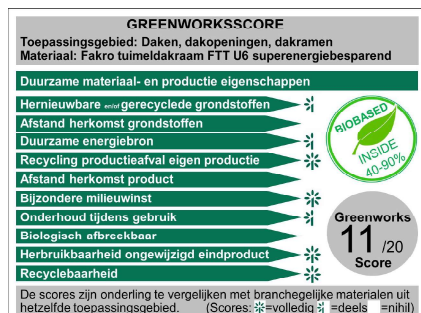 GREENWORKSSCORE
Toepassingsgebied: Daken, dakopeningen, dakramen
Materiaal: Fakro tuimeldakraam FTT U6 superenergiebesparend
Duurzame materiaal- en productie eigenschappen
Hernieuwbare en/of gerecyclede grondstoffen
Afstand herkomst grondstoffen
Duurzame energiebron
Recycling productieafval eigen productie
Afstand herkomst product
Bijzondere milieuwinst
Onderhoud tijdens gebruik
Biologisch afbreekbaar
Herbruikbaarheid ongewijzigd eindproduct
Recyclebaarheid
BIOBASED
INSIDE
40-90%
Greenworks
11 /20
Score
De scores zijn onderling te vergelijken met branchegelijke materialen uit
hetzelfde toepassingsgebied. (Scores: =volledig =deels =nihil)